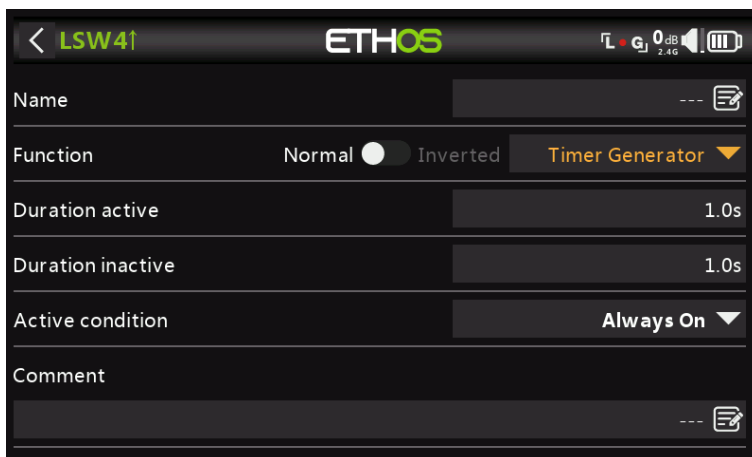 LSW4↑ ETHOS L G 0dB 2.4G
Name ---
Function Normal Inverted Timer Generator
Duration active 1.0s
Duration inactive 1.0s
Active condition Always On
Comment
---